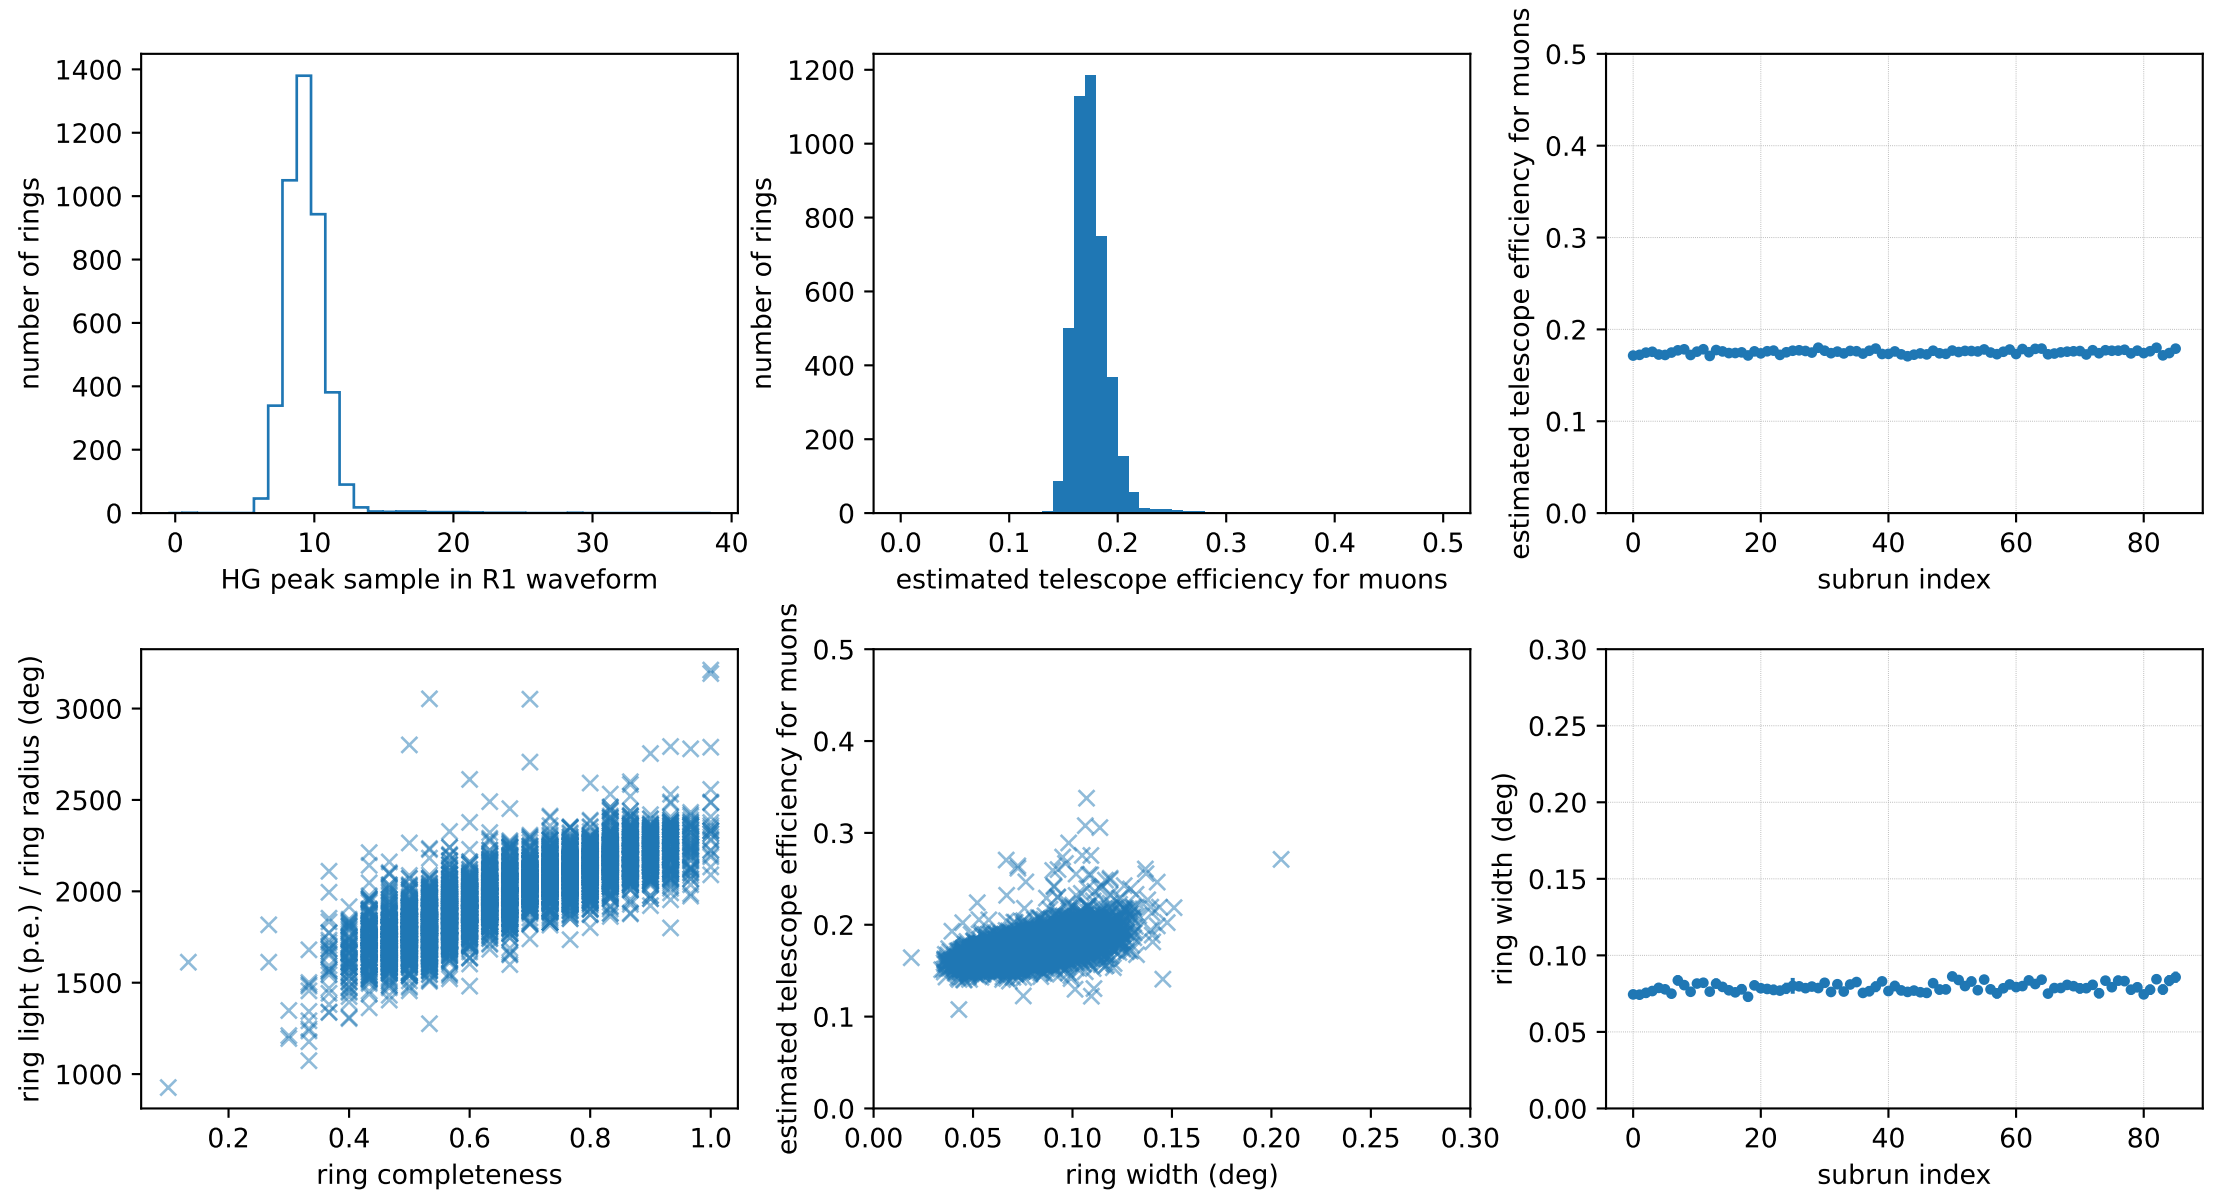 number of rings
1400
1200
1000
800
600
400
200
0
0 10 20 30 40
HG peak sample in R1 waveform
number of rings
1200
1000
800
600
400
200
0
0.0 0.1 0.2 0.3 0.4 0.5
estimated telescope efficiency for muons
estimated telescope efficiency for muons
0.5
0.4
0.3
0.2
0.1
0.0
0 20 40 60 80
subrun index
ring light (p.e.) / ring radius (deg)
3000
2500
2000
1500
1000
0.2 0.4 0.6 0.8 1.0
ring completeness
estimated telescope efficiency for muons
0.5
0.4
0.3
0.2
0.1
0.0
0.00 0.05 0.10 0.15 0.20 0.25 0.30
ring width (deg)
ring width (deg)
0.30
0.25
0.20
0.15
0.10
0.05
0.00
0 20 40 60 80
subrun index